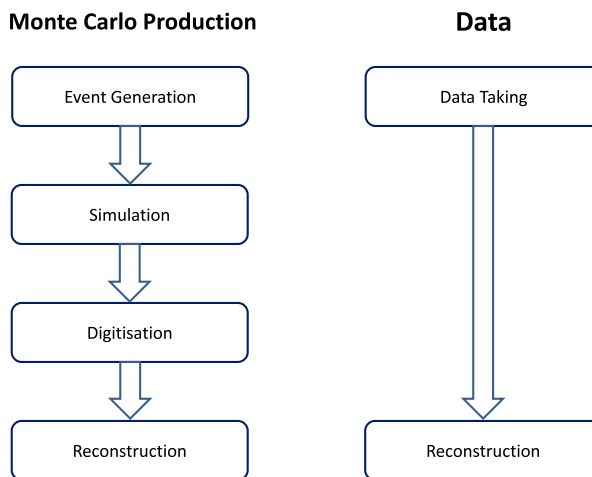 Monte Carlo Production
Data
Event Generation
Data Taking
Simulation
Digitisation
Reconstruction
Reconstruction